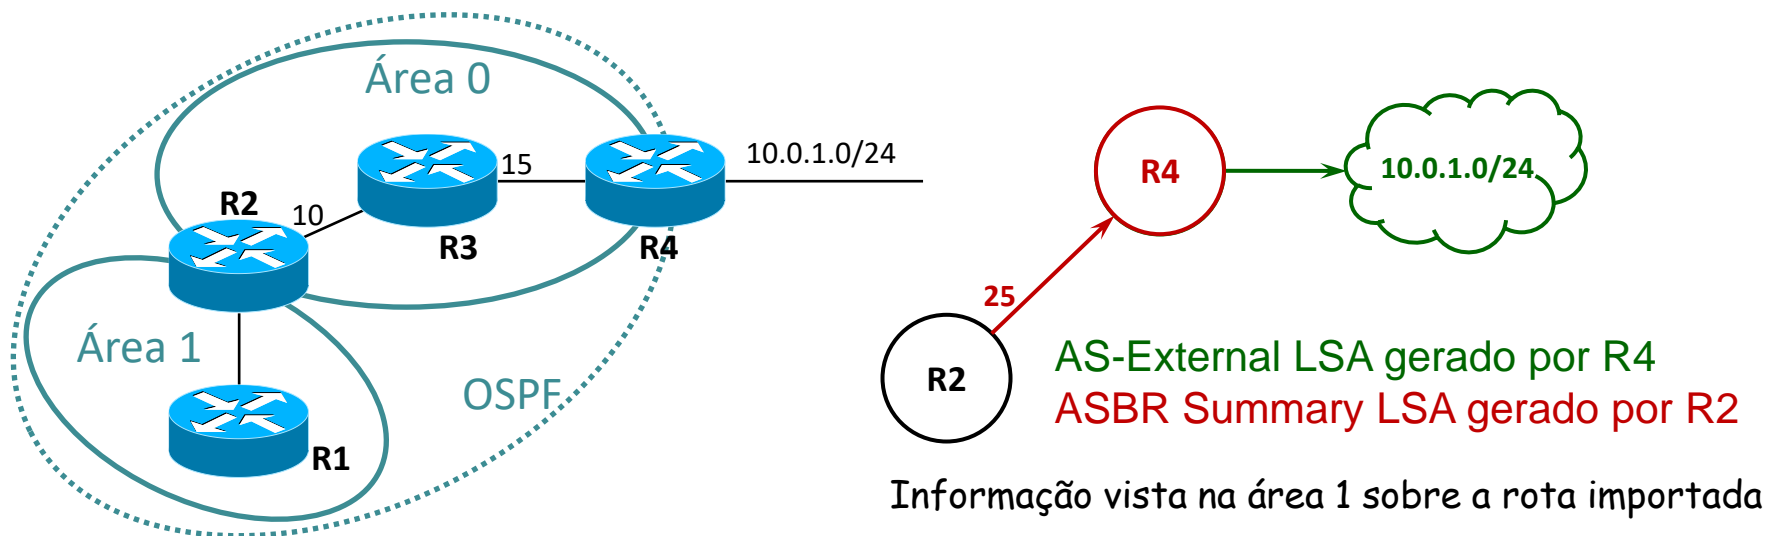 Área 0
R2
10
R3
15
R4
10.0.1.0/24
Área 1
R1
OSPF
R4
10.0.1.0/24
25
R2
AS-External LSA gerado por R4
ASBR Summary LSA gerado por R2
Informação vista na área 1 sobre a rota importada